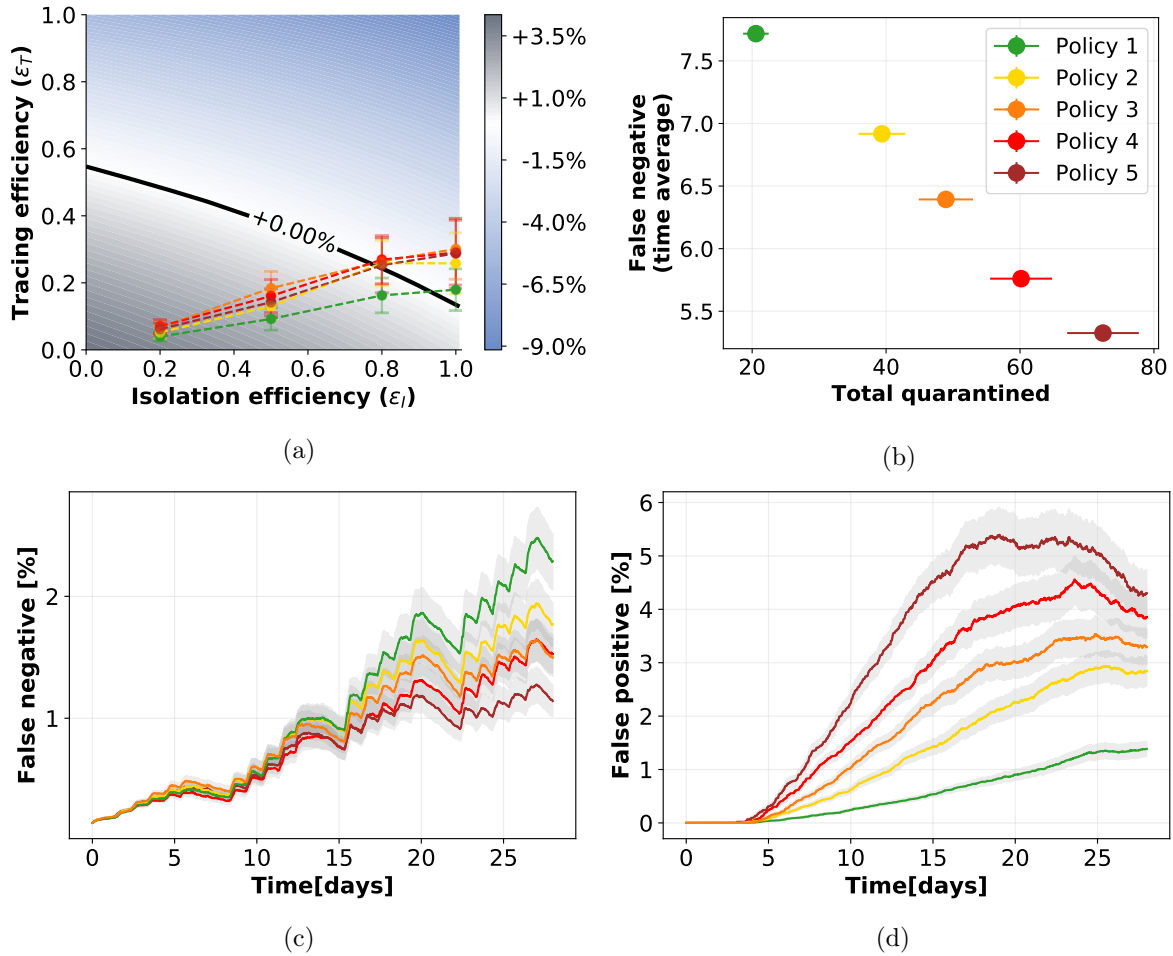 1.0
0.8
0.6
0.4
0.2
0.0
Tracing efficiency (εT)
+0.00%
0.0 0.2 0.4 0.6 0.8 1.0
Isolation efficiency (εI)
+3.5%
+1.0%
-1.5%
-4.0%
-6.5%
-9.0%
(a)
7.5
7.0
6.5
6.0
5.5
False negative
(time average)
Policy 1
Policy 2
Policy 3
Policy 4
Policy 5
20 40 60 80
Total quarantined
(b)
2
1
False negative [%]
0 5 10 15 20 25
Time[days]
(c)
6
5
4
3
2
1
0
False positive [%]
0 5 10 15 20 25
Time[days]
(d)